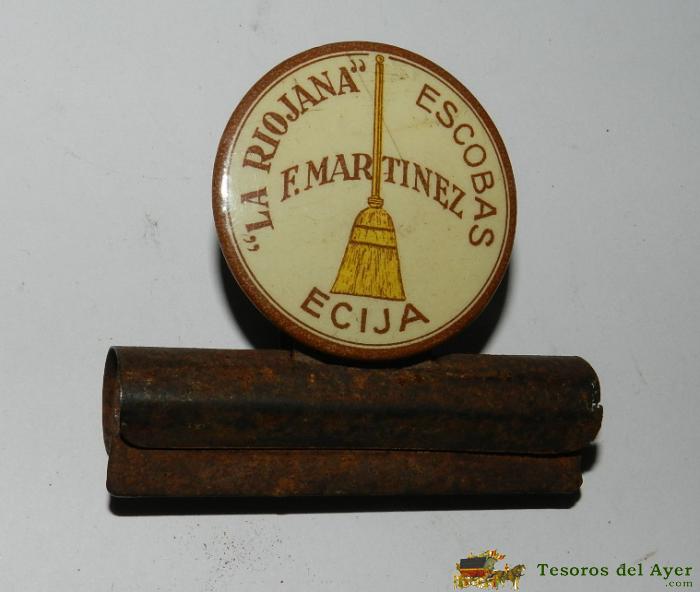 "LA RIOJANA"
ESCOBAS
F. MARTINEZ
ECIJA
Tesoros del Ayer
.com